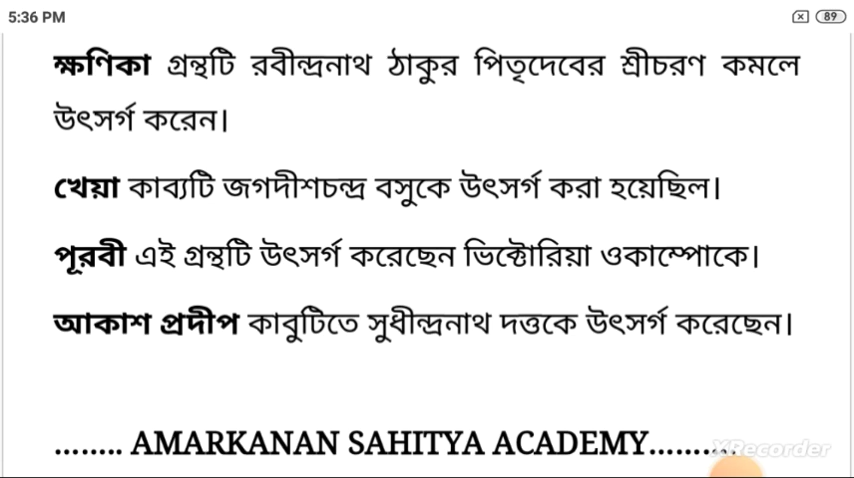 5:36 PM 89
ক্ষণিকা গ্রন্থটি রবীন্দ্রনাথ ঠাকুর পিতৃদেবের শ্রীচরণ কমলে
উৎসর্গ করেন।
খেয়া কাব্যটি জগদীশচন্দ্র বসুকে উৎসর্গ করা হয়েছিল।
পূরবী এই গ্রন্থটি উৎসর্গ করেছেন ভিক্টোরিয়া ওকাম্পোকে।
আকাশ প্রদীপ কাবুটিতে সুধীন্দ্রনাথ দত্তকে উৎসর্গ করেছেন।
........ AMARKANAN SAHITYA ACADEMY..........
XRecorder